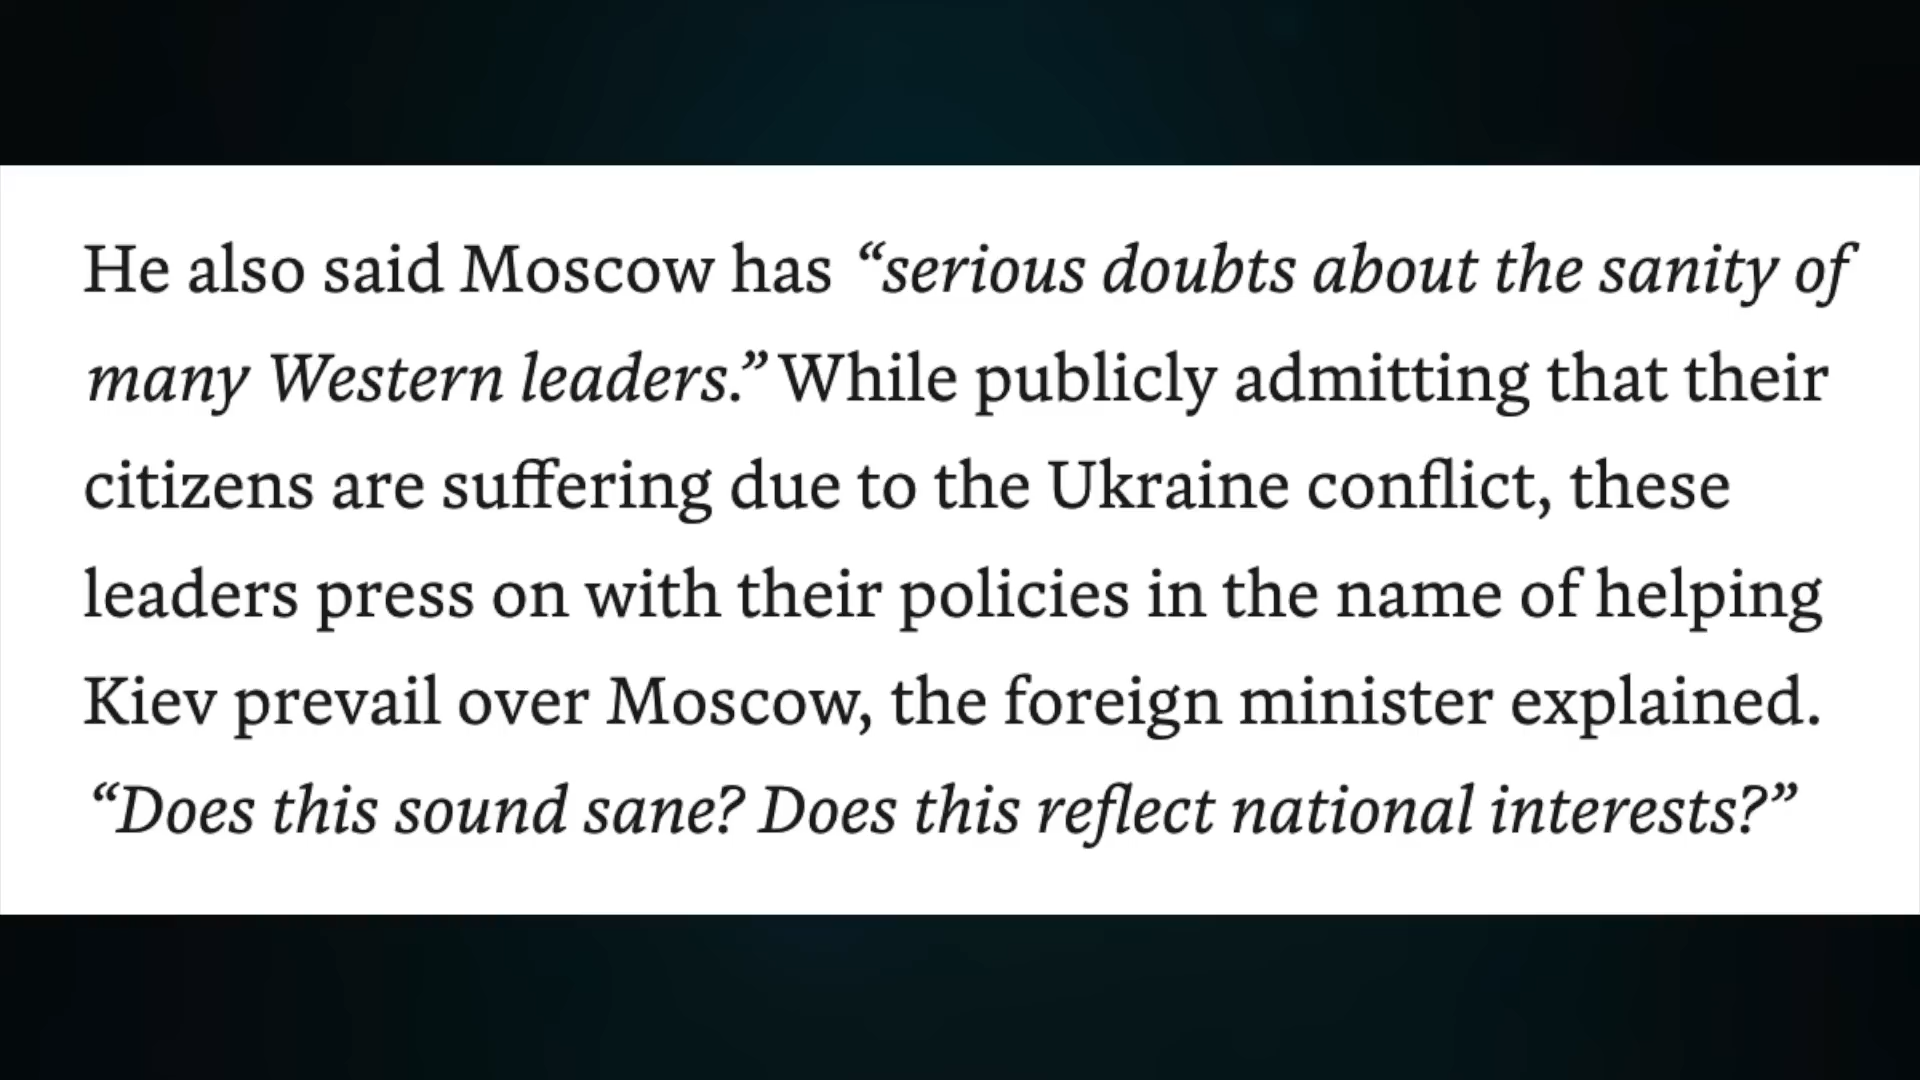 He also said Moscow has “serious doubts about the sanity of
many Western leaders.” While publicly admitting that their
citizens are suffering due to the Ukraine conflict, these
leaders press on with their policies in the name of helping
Kiev prevail over Moscow, the foreign minister explained.
“Does this sound sane? Does this reflect national interests?”